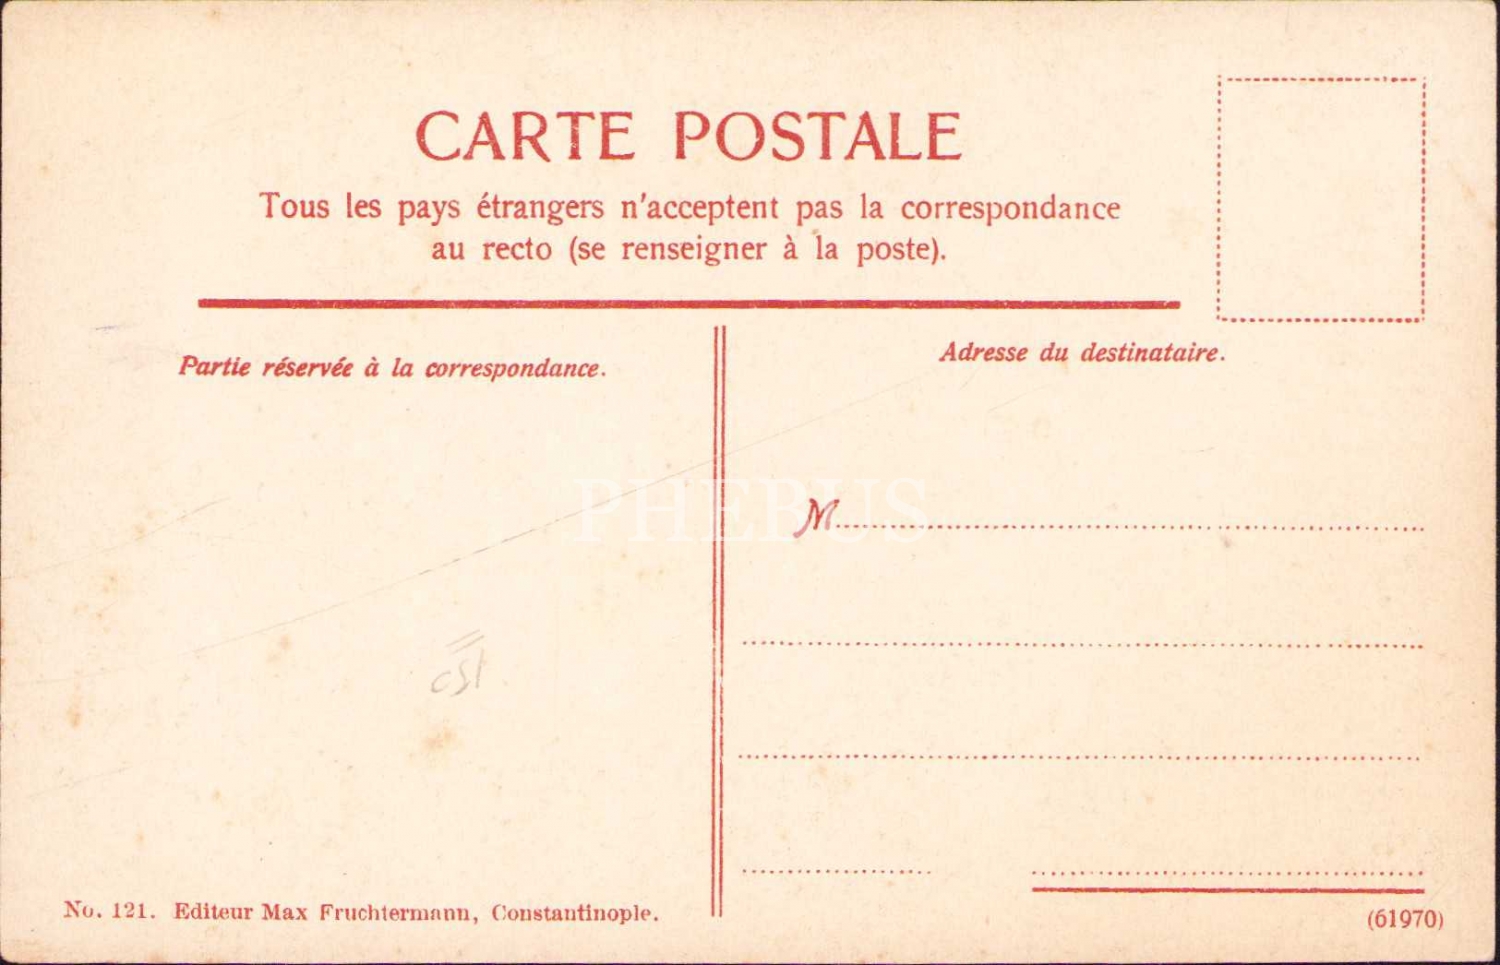 CARTE POSTALE
Tous les pays étrangers n'acceptent pas la correspondance
au recto (se renseigner à la poste).
Partie réservée à la correspondance.
Adresse du destinataire.
PHEBUS
M
No. 121. Editeur Max Fruchtermann, Constantinople.
(61970)